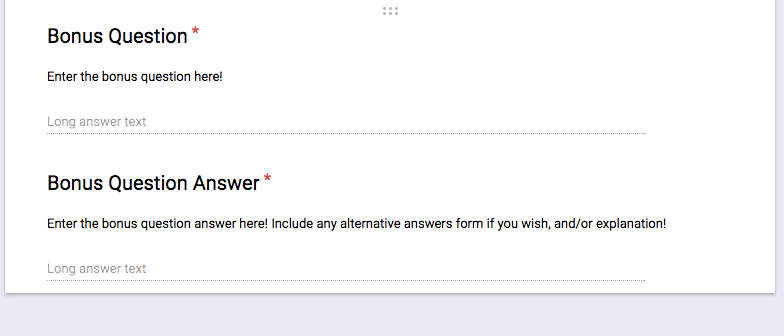 Bonus Question *
Enter the bonus question here!
Long answer text
Bonus Question Answer *
Enter the bonus question answer here! Include any alternative answers form if you wish, and/or explanation!
Long answer text